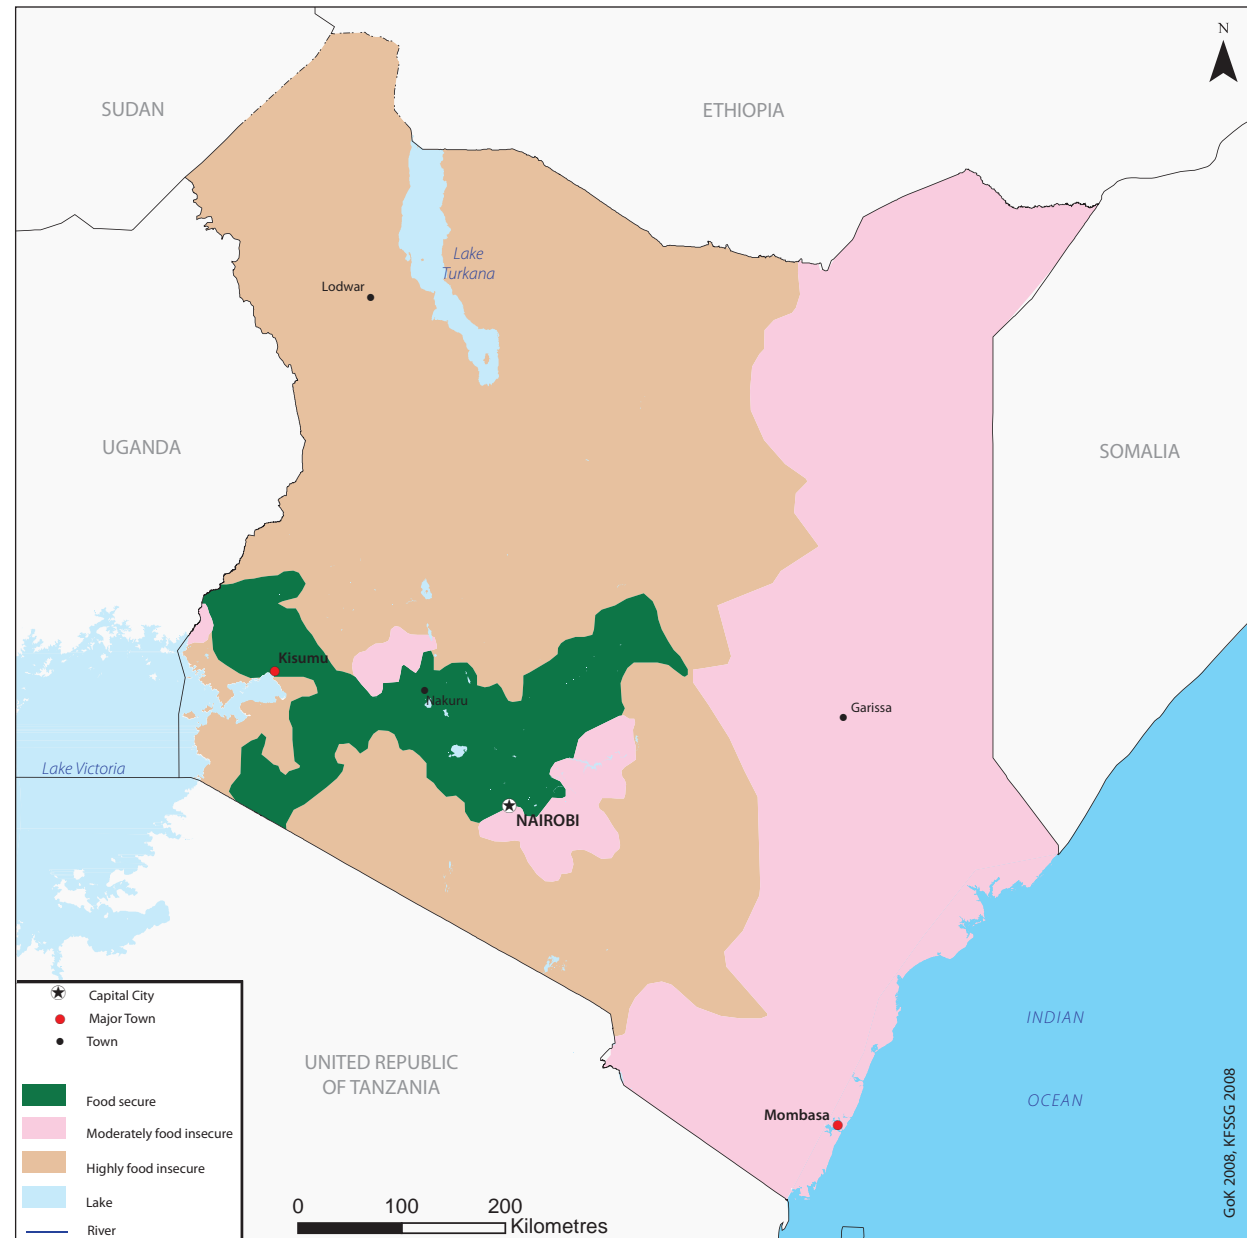 N
SUDAN
ETHIOPIA
Lake
Turkana
Lodwar
UGANDA
SOMALIA
Kisumu
Nakuru
Garissa
Lake Victoria
NAIROBI
Capital City
Major Town
Town
Food secure
Moderately food insecure
Highly food insecure
Lake
River
UNITED REPUBLIC
OF TANZANIA
INDIAN
OCEAN
Mombasa
0 100 200
Kilometres
GoK 2008, KFSSG 2008